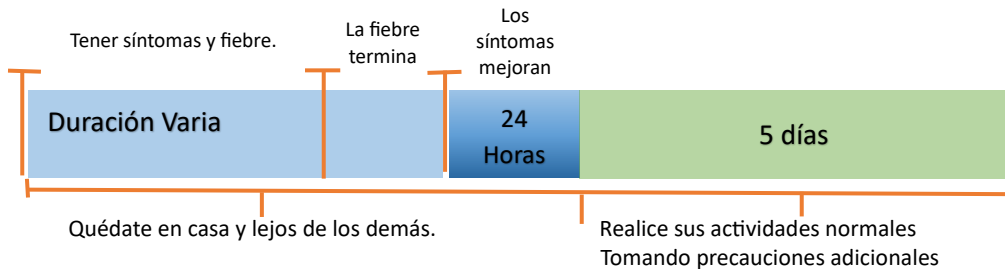 Tener síntomas y fiebre.
La fiebre
termina
Los
síntomas
mejoran
Duración Varia
24
Horas
5 días
Quédate en casa y lejos de los demás.
Realice sus actividades normales
Tomando precauciones adicionales